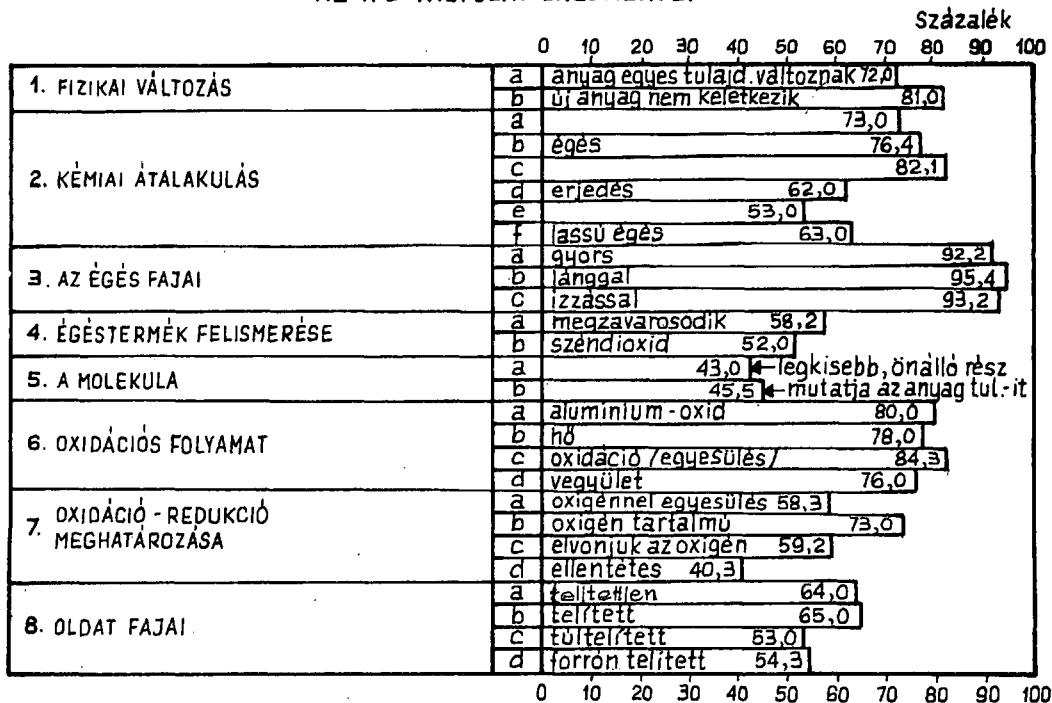 Százalék
0 10 20 30 40 50 60 70 80 90 100
1. FIZIKAI VÁLTOZÁS
a anyag egyes tulajd. változnak 72,0
b új anyag nem keletkezik 81,0
2. KÉMIAI ÁTALAKULÁS
a 73,0
b égés 76,4
c 82,1
d erjedés 62,0
e 53,0
f lassú égés 63,0
3. AZ ÉGÉS FAJAI
a gyors 92,2
b lánggal 95,4
c izzással 93,2
4. ÉGÉSTERMÉK FELISMERÉSE
a megzavarosodik 58,2
b széndioxid 52,0
5. A MOLEKULA
a 43,0 legkisebb, önálló rész
b 45,5 mutatja az anyag tul.-it
6. OXIDÁCIÓS FOLYAMAT
a aluminium-oxid 80,0
b hő 78,0
c oxidáció /egyesülés/ 84,3
d vegyület 76,0
7. OXIDÁCIÓ - REDUKCIÓ
MEGHATÁROZÁSA
a oxigénnel egyesülés 58,3
b oxigén tartalmú 73,0
c elvonjuk az oxigén 59,2
d ellentétes 40,3
8. OLDAT FAJAI
a telítetlen 64,0
b telített 65,0
c túltelített 53,0
d forrón telített 54,3
0 10 20 30 40 50 60 70 80 90 100